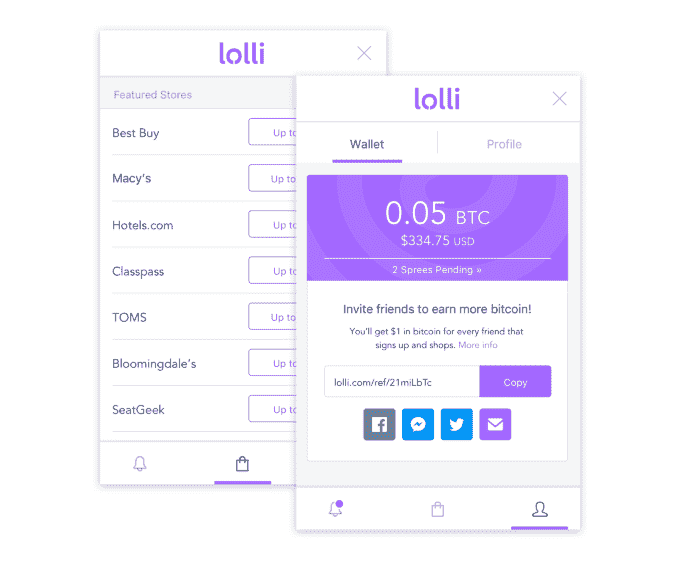 lolli
Featured Stores
Best Buy
Up to
Macy's
Up to
Hotels.com
Up to
Classpass
Up to
TOMS
Up to
Bloomingdale's
Up to
SeatGeek
Up to
lolli
Wallet
Profile
0.05 BTC
$334.75 USD
2 Sprees Pending »
Invite friends to earn more bitcoin!
You'll get $1 in bitcoin for every friend that
signs up and shops. More info
lolli.com/ref/21miLbTc
Copy